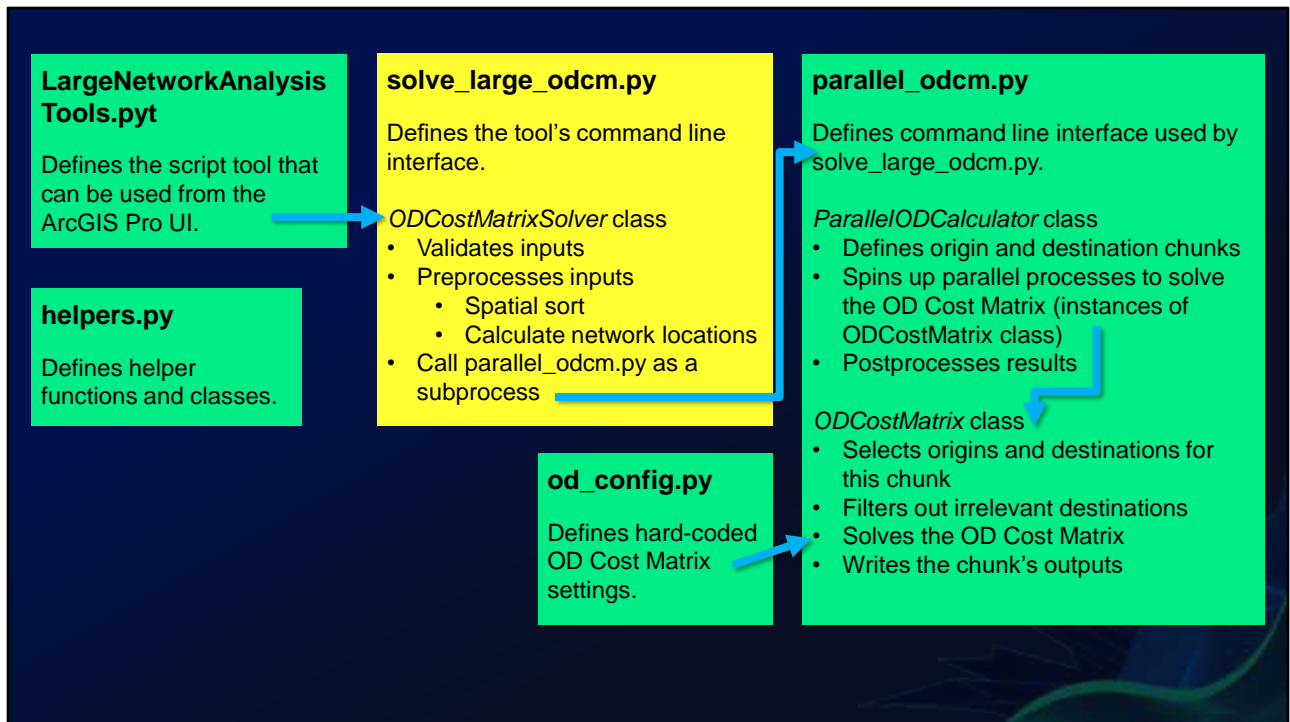 LargeNetworkAnalysis
Tools.pyt
Defines the script tool that
can be used from the
ArcGIS Pro UI.
helpers.py
Defines helper
functions and classes.
solve_large_odcm.py
Defines the tool's command line
interface.
ODCostMatrixSolver class
• Validates inputs
• Preprocesses inputs
• Spatial sort
• Calculate network locations
• Call parallel_odcm.py as a
subprocess
od_config.py
Defines hard-coded
OD Cost Matrix
settings.
parallel_odcm.py
Defines command line interface used by
solve_large_odcm.py.
ParallelODCalculator class
• Defines origin and destination chunks
• Spins up parallel processes to solve
the OD Cost Matrix (instances of
ODCostMatrix class)
• Postprocesses results
ODCostMatrix class
• Selects origins and destinations for
this chunk
• Filters out irrelevant destinations
• Solves the OD Cost Matrix
• Writes the chunk's outputs